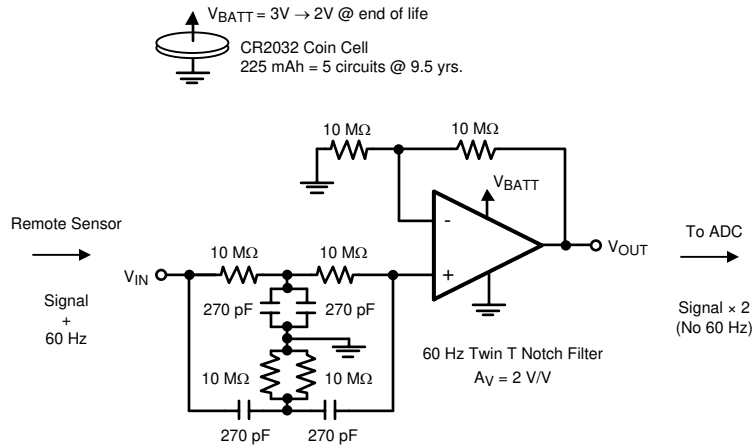 VBATT = 3V → 2V @ end of life
CR2032 Coin Cell
225 mAh = 5 circuits @ 9.5 yrs.
10 MΩ
10 MΩ
VBATT
-
+
VOUT
Remote Sensor
Signal
+
60 Hz
To ADC
Signal × 2
(No 60 Hz)
VIN
10 MΩ
10 MΩ
270 pF
270 pF
10 MΩ
10 MΩ
270 pF
270 pF
60 Hz Twin T Notch Filter
AV = 2 V/V